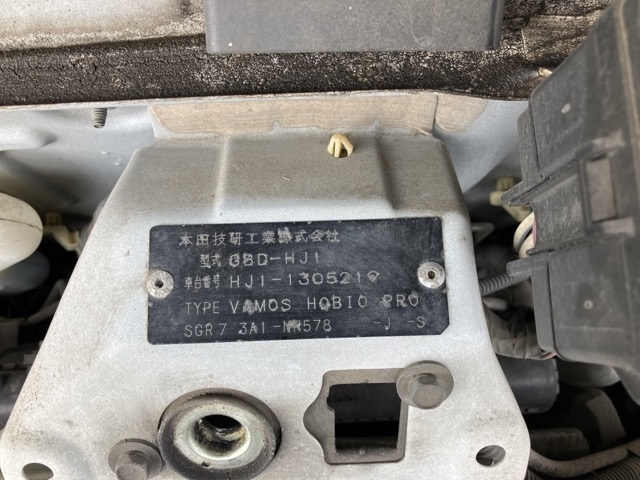 本田技研工業株式会社
型式 GBD-HJ1
車台番号 HJ1-1305219
TYPE VAMOS HOBIO PRO
SGR7 3A1-NH578 -J -S